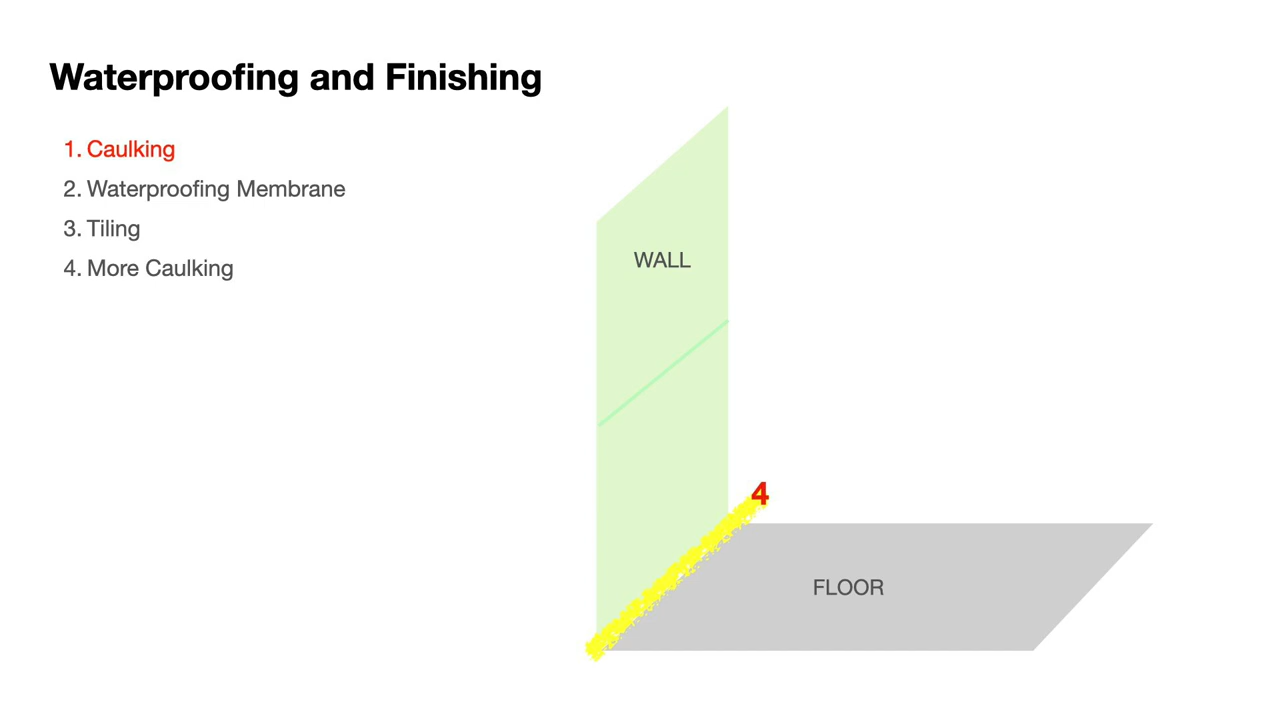 Waterproofing and Finishing
1. Caulking
2. Waterproofing Membrane
3. Tiling
4. More Caulking
WALL
4
FLOOR